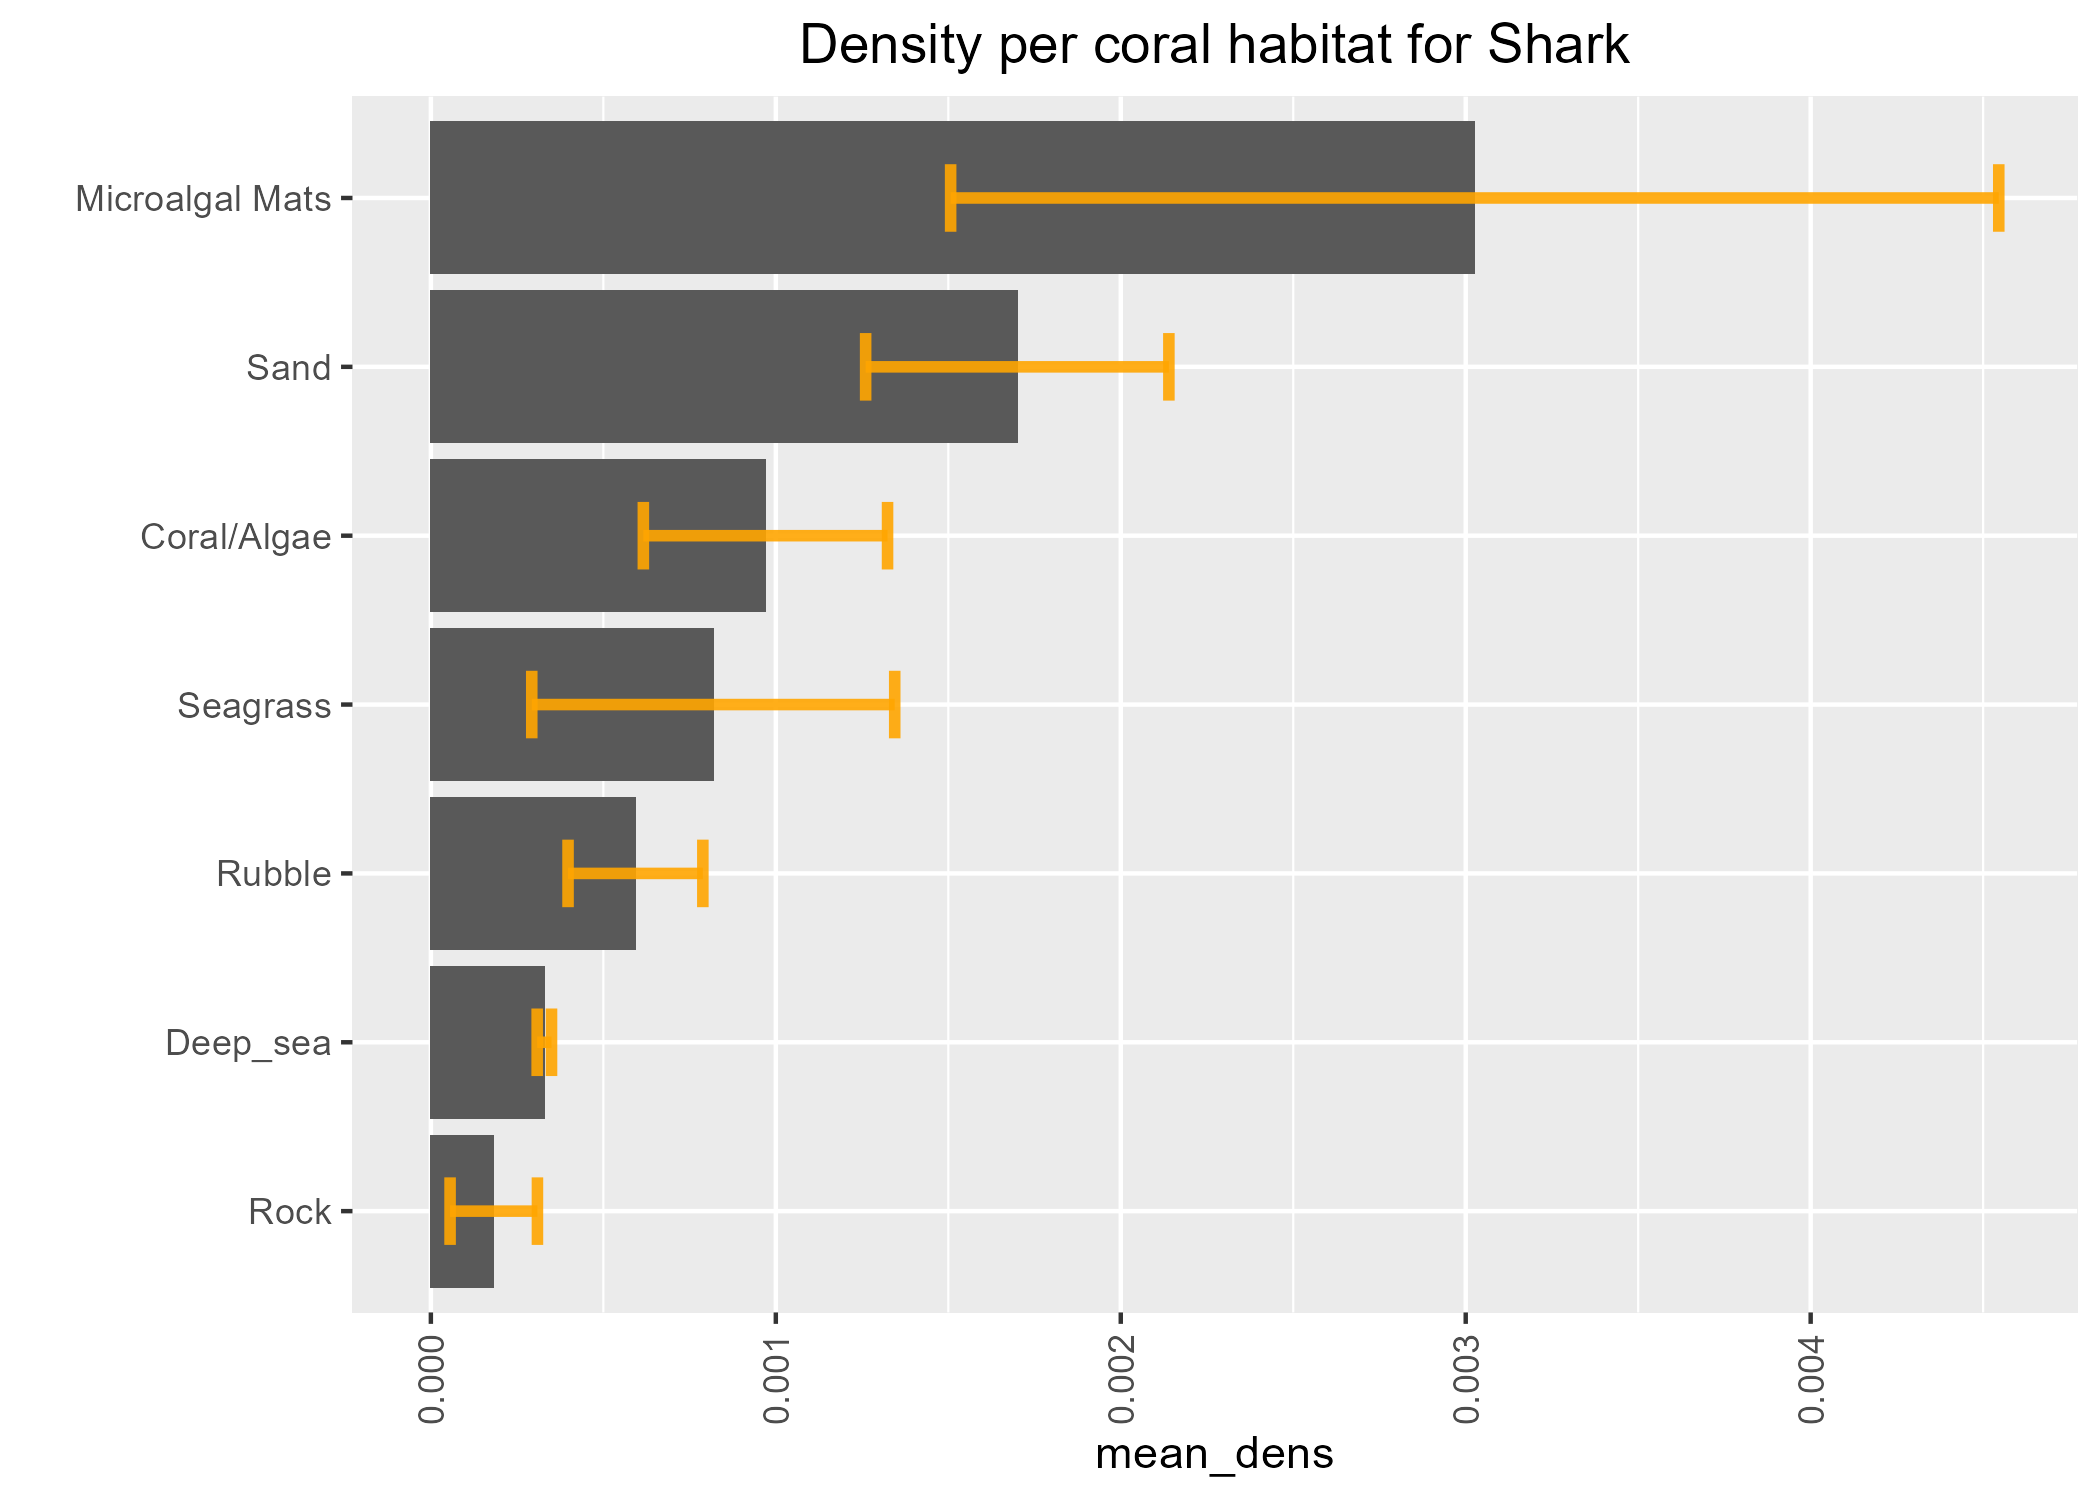 Density per coral habitat for Shark
Microalgal Mats
Sand
Coral/Algae
Seagrass
Rubble
Deep_sea
Rock
0.000
0.001
0.002
0.003
0.004
mean_dens